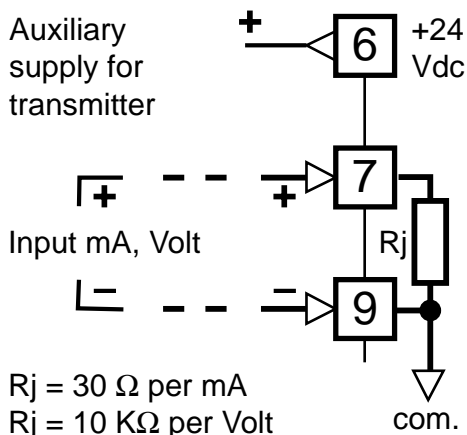 Auxiliary
supply for
transmitter
+
6
+24
Vdc
+
+
7
Input mA, Volt
Rj
−
−
9
Rj = 30 Ω per mA
Rj = 10 KΩ per Volt
com.